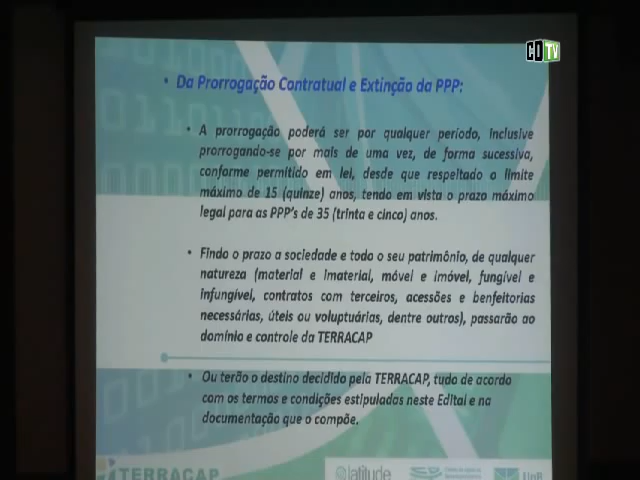 CD TV
• Da Prorrogação Contratual e Extinção da PPP:
• A prorrogação poderá ser por qualquer período, inclusive
prorrogando-se por mais de uma vez, de forma sucessiva,
conforme permitido em lei, desde que respeitado o limite
máximo de 15 (quinze) anos, tendo em vista o prazo máximo
legal para as PPP's de 35 (trinta e cinco) anos.
• Findo o prazo a sociedade e todo o seu patrimônio, de qualquer
natureza (material e imaterial, móvel e imóvel, fungível e
infungível, contratos com terceiros, acessões e benfeitorias
necessárias, úteis ou voluptuárias, dentre outros), passarão ao
domínio e controle da TERRACAP
• Ou terão o destino decidido pela TERRACAP, tudo de acordo
com os termos e condições estipuladas neste Edital e na
documentação que o compõe.
TERRACAP
latitude
UnB